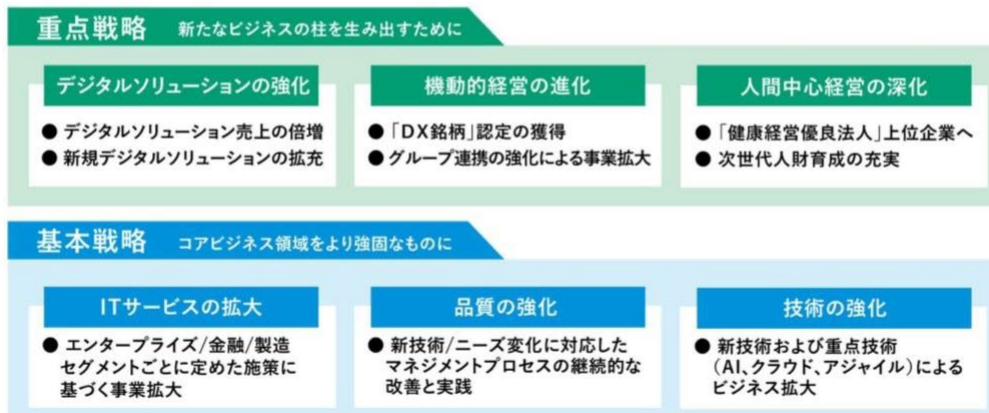 重点戦略 新たなビジネスの柱を生み出すために
デジタルソリューションの強化
● デジタルソリューション売上の倍増
● 新規デジタルソリューションの拡充
機動的経営の進化
● 「DX銘柄」認定の獲得
● グループ連携の強化による事業拡大
人間中心経営の深化
● 「健康経営優良法人」上位企業へ
● 次世代人財育成の充実
基本戦略 コアビジネス領域をより強固なものに
ITサービスの拡大
● エンタープライズ/金融/製造
セグメントごとに定めた施策に
基づく事業拡大
品質の強化
● 新技術/ニーズ変化に対応した
マネジメントプロセスの継続的な
改善と実践
技術の強化
● 新技術および重点技術
(AI、クラウド、アジャイル)による
ビジネス拡大